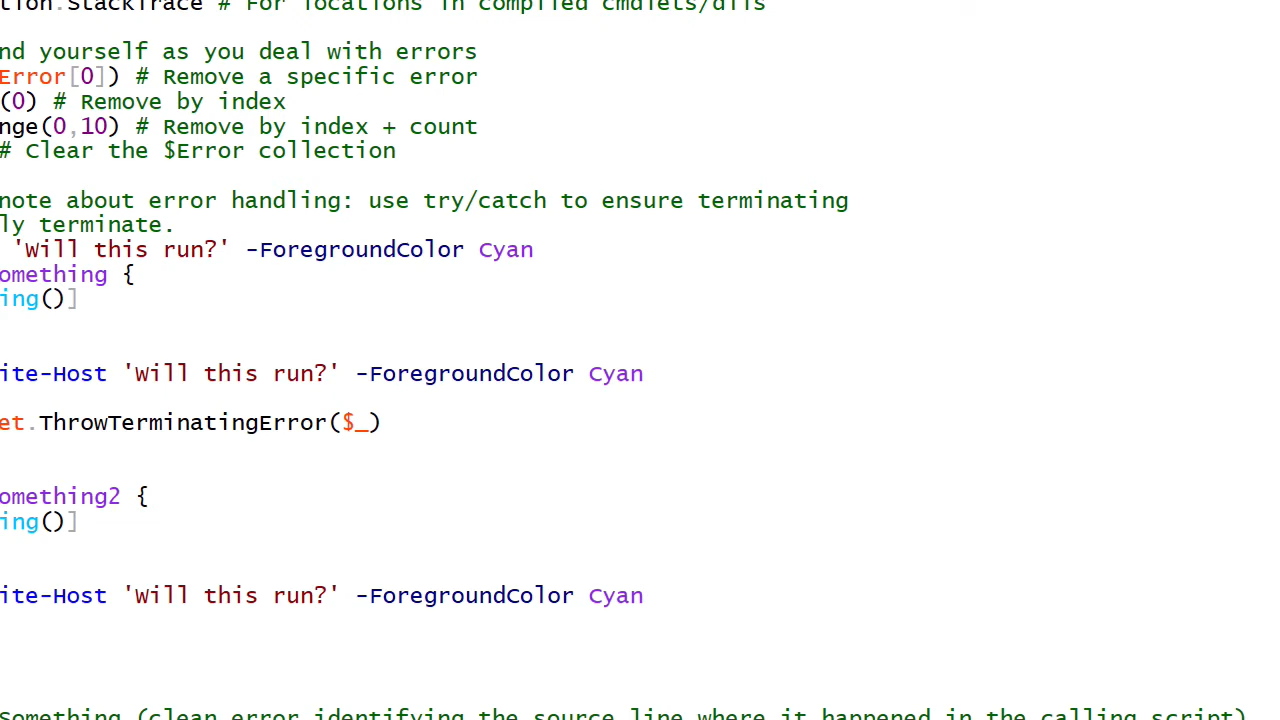 tion.StackTrace # For locations in compiled cmdlets/dlls
nd yourself as you deal with errors
Error[0]) # Remove a specific error
(0) # Remove by index
nge(0,10) # Remove by index + count
# Clear the $Error collection
note about error handling: use try/catch to ensure terminating
ly terminate.
'Will this run?' -ForegroundColor Cyan
omething {
ing()]
ite-Host 'Will this run?' -ForegroundColor Cyan
et.ThrowTerminatingError($_)
omething2 {
ing()]
ite-Host 'Will this run?' -ForegroundColor Cyan
Something (clean error identifying the source line where it happened in the calling script)